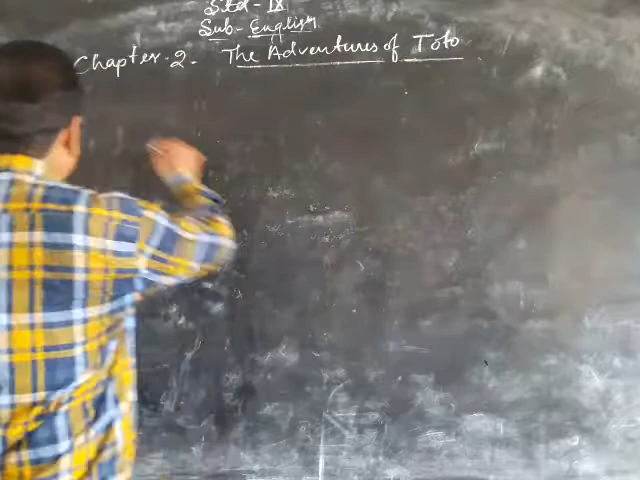 Std - IX
Sub - English
Chapter - 2. The Adventures of Toto